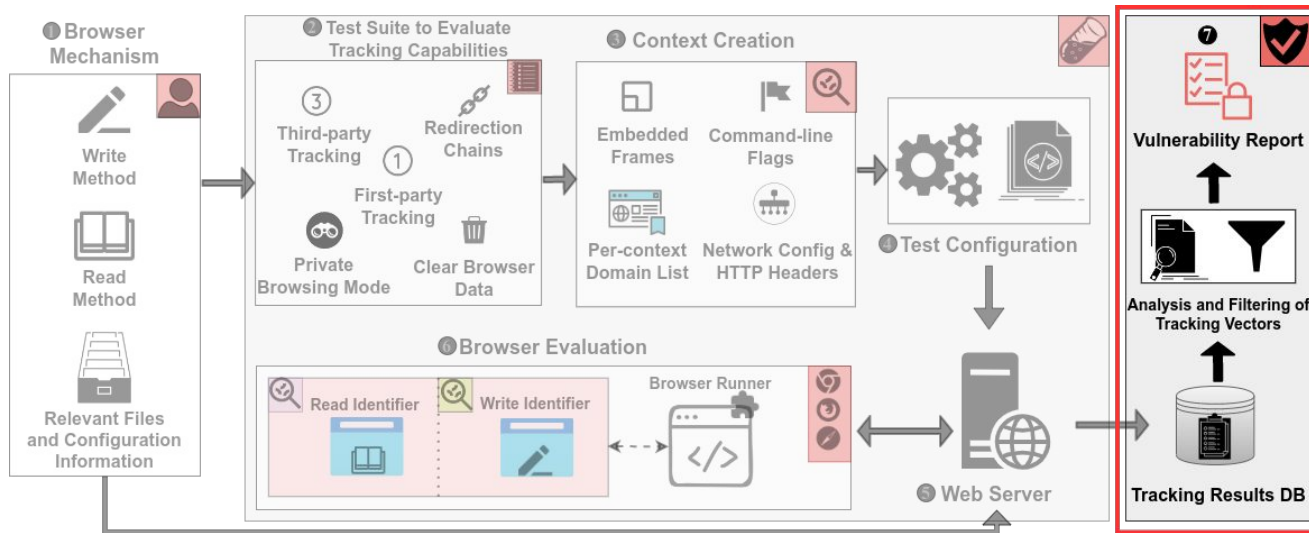 ❶ Browser
Mechanism
Write
Method
Read
Method
Relevant Files
and Configuration
Information
❷ Test Suite to Evaluate
Tracking Capabilities
3
Third-party
Tracking
Redirection
Chains
1
First-party
Tracking
Private
Browsing Mode
Clear Browser
Data
❸ Context Creation
Embedded
Frames
Command-line
Flags
Per-context
Domain List
Network Config &
HTTP Headers
</>
❹ Test Configuration
❺ Web Server
❻ Browser Evaluation
Read Identifier
Write Identifier
Browser Runner
</>
❼
Vulnerability Report
Analysis and Filtering of
Tracking Vectors
Tracking Results DB